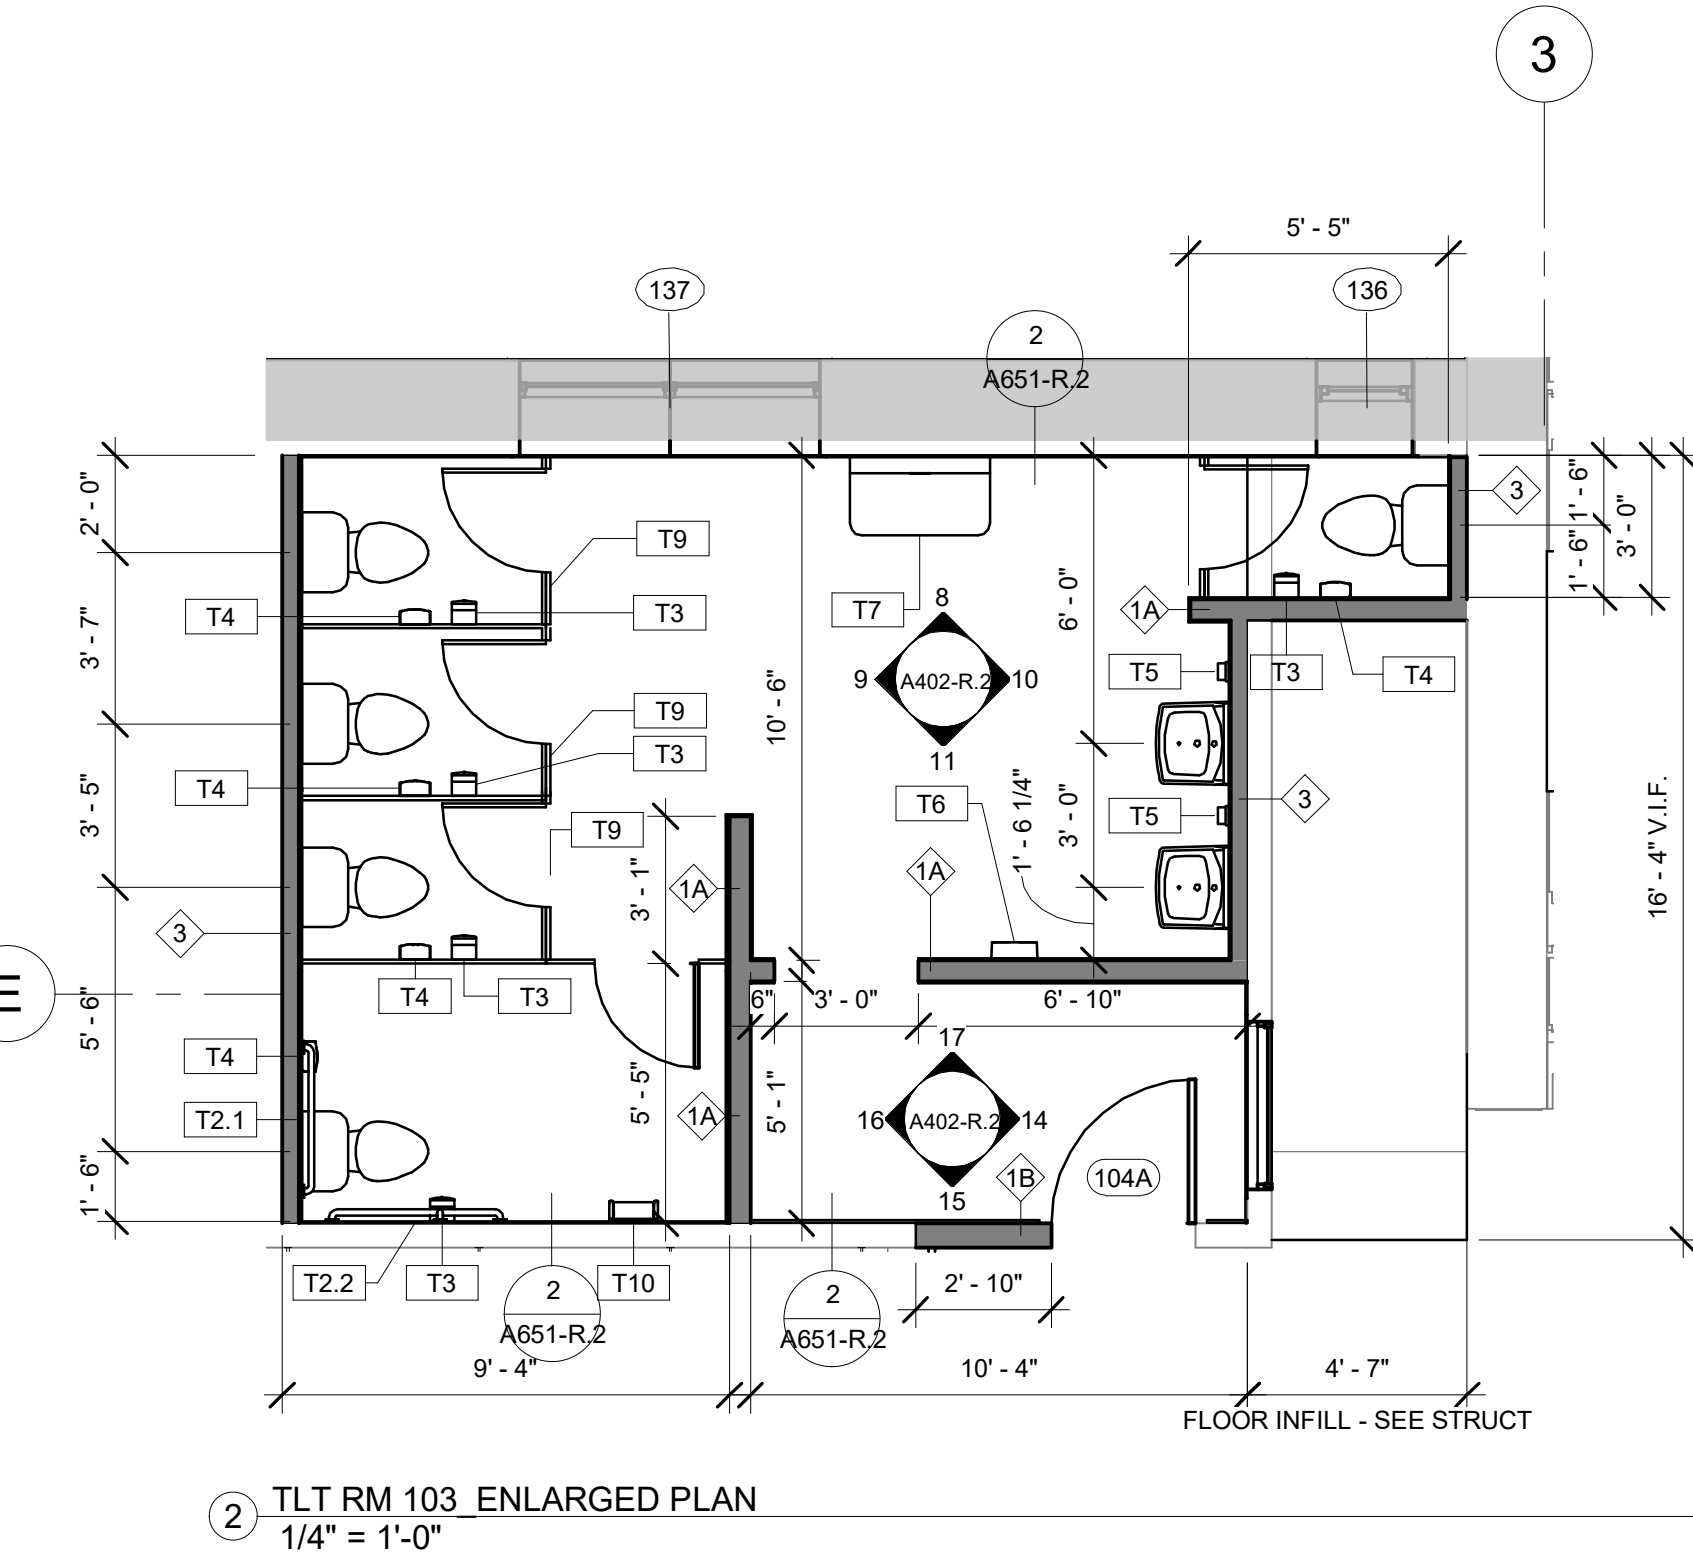 3
5' - 5"
137
136
2
A651-R.2
2' - 0"
3' - 7"
3' - 5"
5' - 6"
1' - 6"
T9
T3
T4
T9
T3
T4
T9
T4
T3
3
E
T4
T2.1
T2.2
T3
T10
2
A651-R.2
2
A651-R.2
T7
8
9
A402-R.2
10
11
10' - 6"
6' - 0"
3' - 0"
1' - 6 1/4"
1A
T5
T3
T4
T5
3
3
1' - 6"
1' - 6"
3' - 0"
16' - 4" V.I.F.
T6
1A
3' - 1"
1A
5' - 5"
1A
6"
3' - 0"
6' - 10"
5' - 1"
17
16
A402-R.2
14
15
1B
104A
2' - 10"
9' - 4"
10' - 4"
4' - 7"
FLOOR INFILL - SEE STRUCT
2
TLT RM 103_ENLARGED PLAN
1/4" = 1'-0"